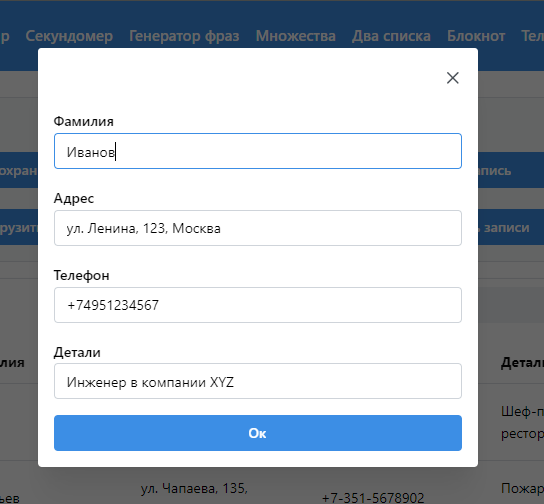 р Секундомер Генератор фраз Множества Два списка Блокнот Тел
Фамилия
Иванов
охран
апись
Адрес
ул. Ленина, 123, Москва
рузить
ь записи
Телефон
+74951234567
Детали
Инженер в компании XYZ
лия
Детал
Ок
Шеф-п
рестор
ьев
ул. Чапаева, 135,
+7-351-5678902
Пожар